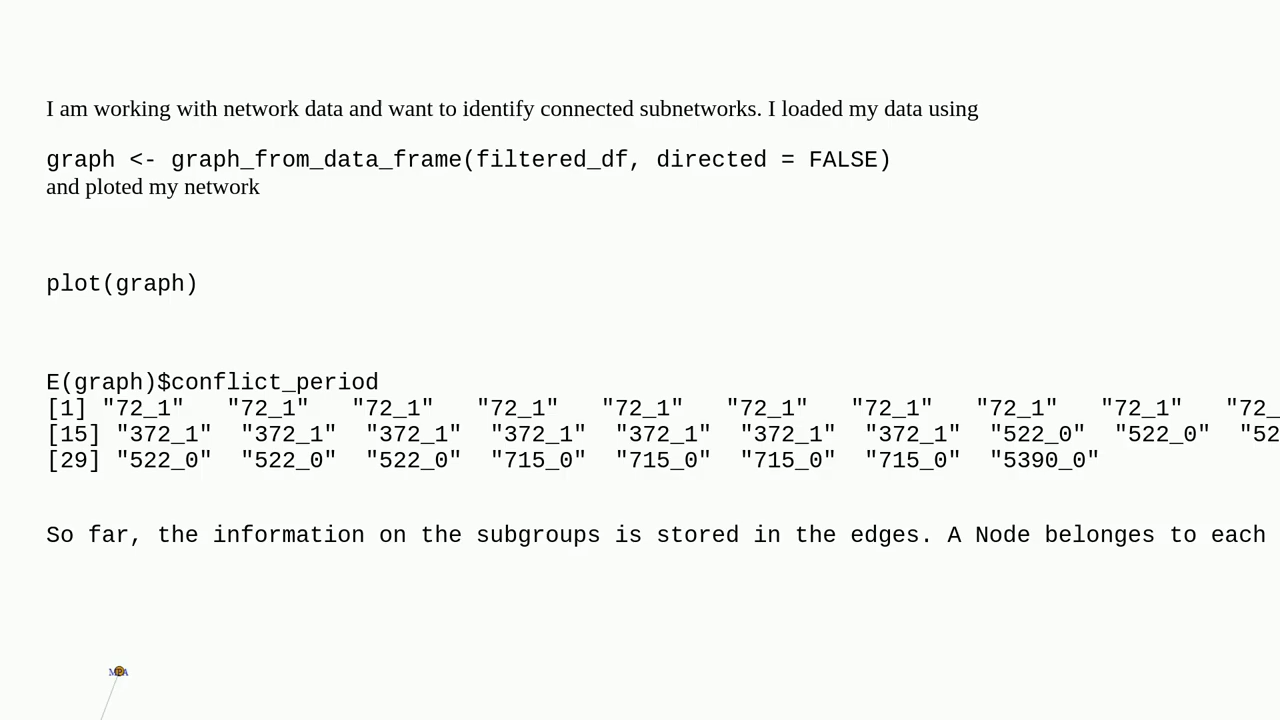 I am working with network data and want to identify connected subnetworks. I loaded my data using
graph <- graph_from_data_frame(filtered_df, directed = FALSE)
and ploted my network
plot(graph)
E(graph)$conflict_period
[1] "72_1" "72_1" "72_1" "72_1" "72_1" "72_1" "72_1" "72_1" "72_1" "72_
[15] "372_1" "372_1" "372_1" "372_1" "372_1" "372_1" "372_1" "522_0" "522_0" "52
[29] "522_0" "522_0" "522_0" "715_0" "715_0" "715_0" "715_0" "5390_0"
So far, the information on the subgroups is stored in the edges. A Node belonges to each
MPA